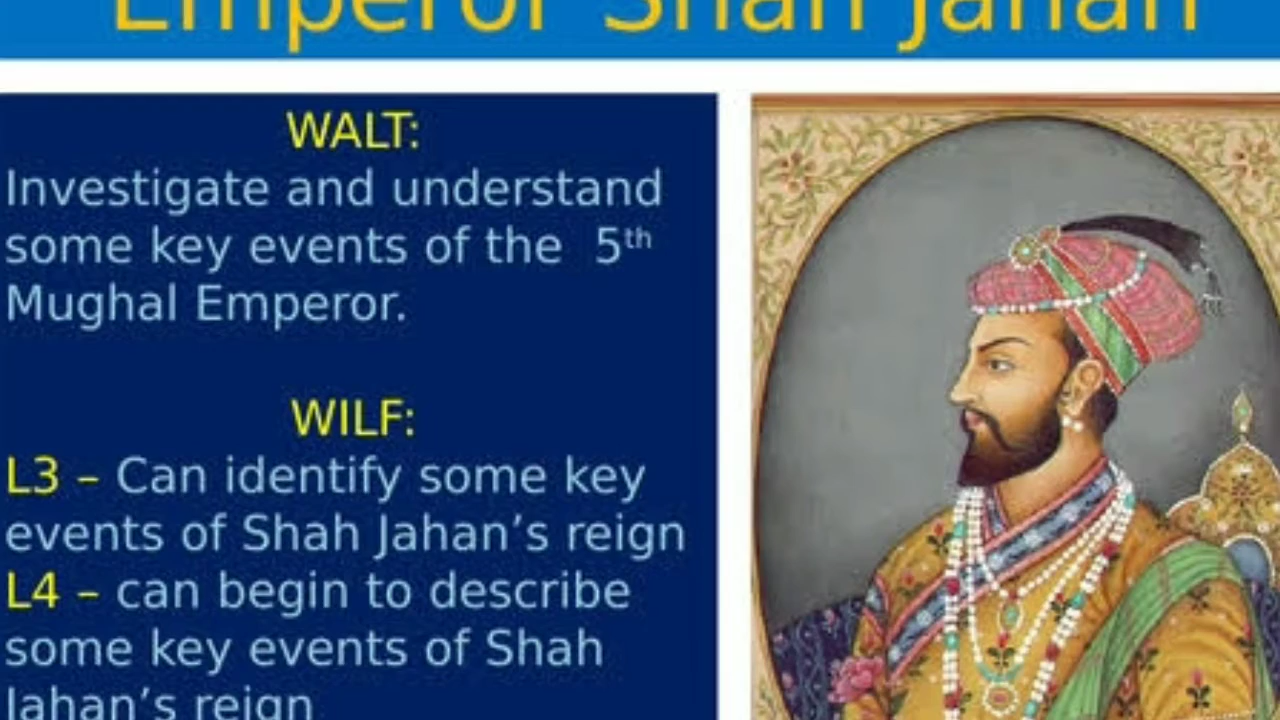 Emperor Shah Jahan
WALT:
Investigate and understand
some key events of the 5th
Mughal Emperor.
WILF:
L3 – Can identify some key
events of Shah Jahan’s reign
L4 – can begin to describe
some key events of Shah
Jahan’s reign